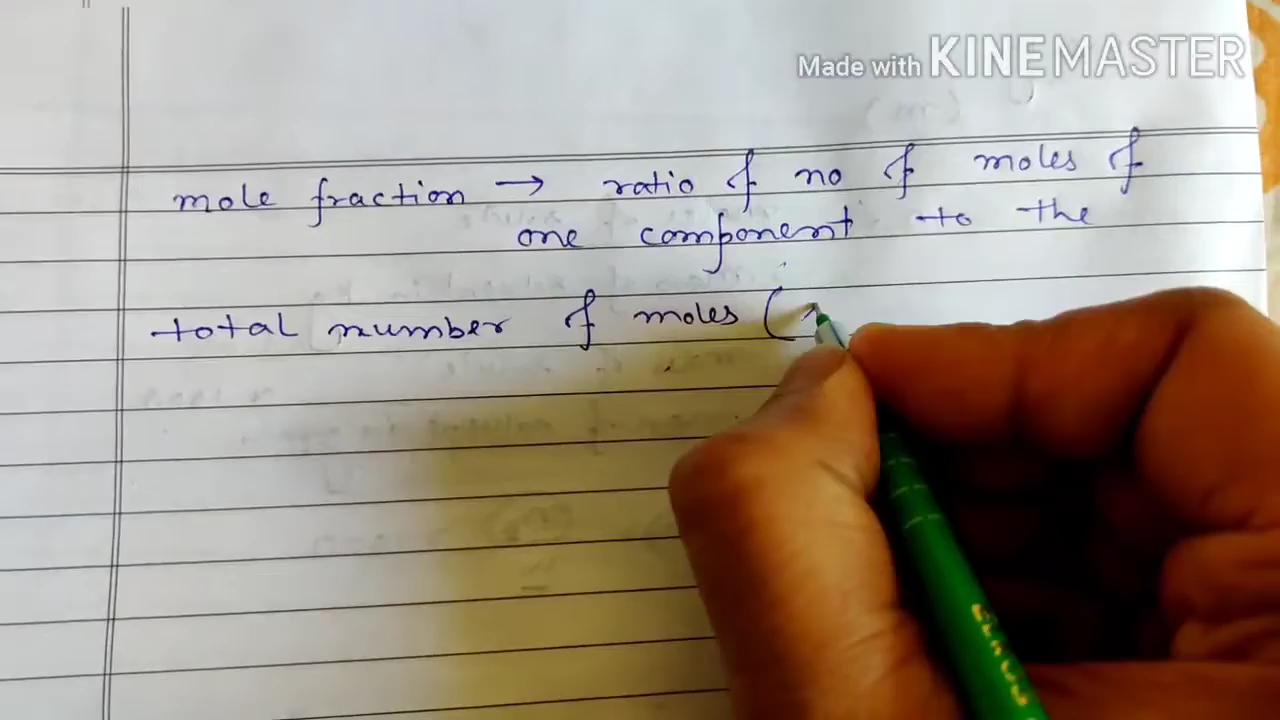 Made with KINEMASTER
mole fraction → ratio of no of moles of
one component to the
total number of moles (